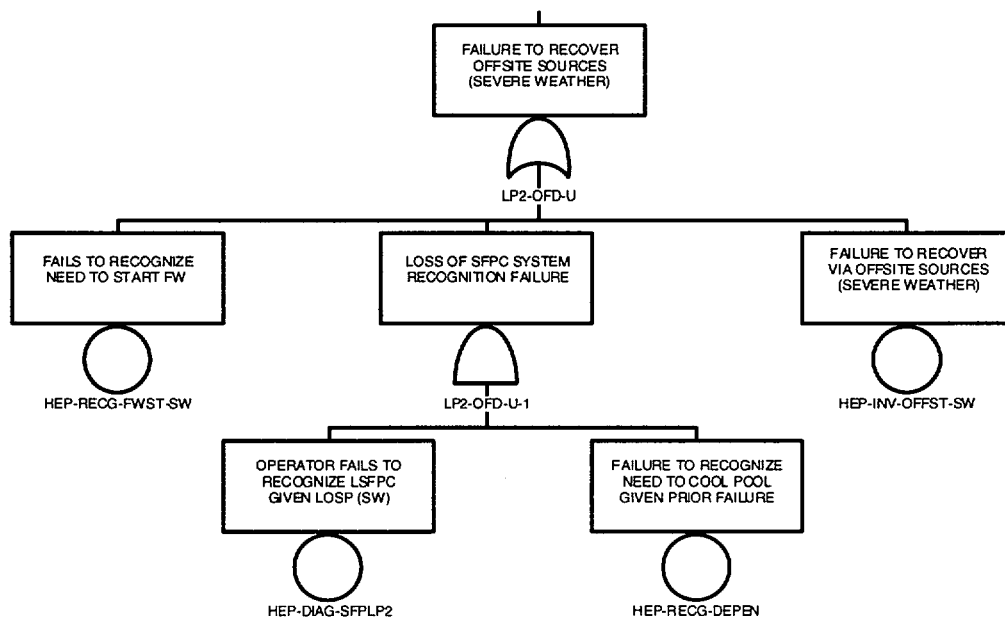 FAILURE TO RECOVER
OFFSITE SOURCES
(SEVERE WEATHER)
LP2-OFD-U
FAILS TO RECOGNIZE
NEED TO START FW
HEP-RECG-FWST-SW
LOSS OF SFPC SYSTEM
RECOGNITION FAILURE
LP2-OFD-U-1
FAILURE TO RECOVER
VIA OFFSITE SOURCES
(SEVERE WEATHER)
HEP-INV-OFFST-SW
OPERATOR FAILS TO
RECOGNIZE LSFPC
GIVEN LOSP (SW)
HEP-DIAG-SFPLP2
FAILURE TO RECOGNIZE
NEED TO COOL POOL
GIVEN PRIOR FAILURE
HEP-RECG-DEPEN